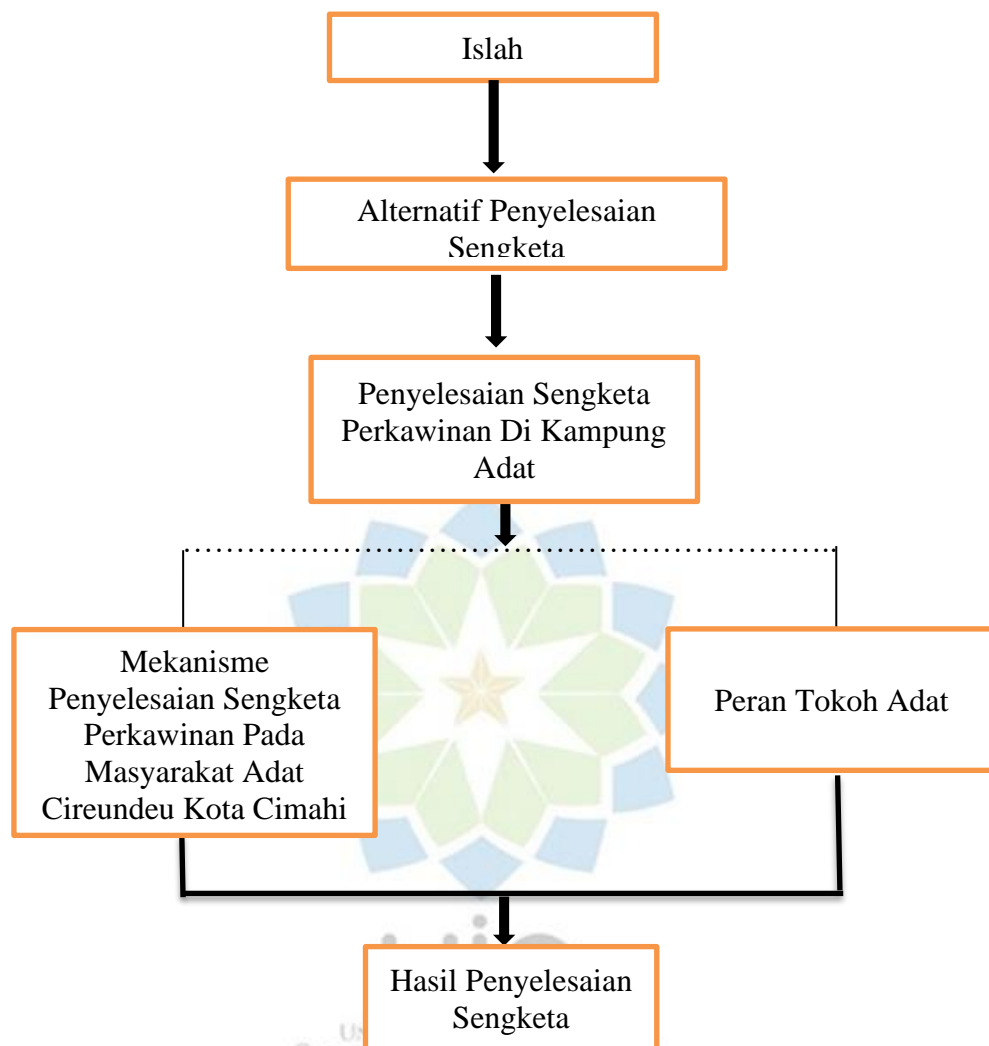 Islah
Alternatif Penyelesaian
Sengketa
Penyelesaian Sengketa
Perkawinan Di Kampung
Adat
Mekanisme
Penyelesaian Sengketa
Perkawinan Pada
Masyarakat Adat
Cireundeu Kota Cimahi
Peran Tokoh Adat
Hasil Penyelesaian
Sengketa